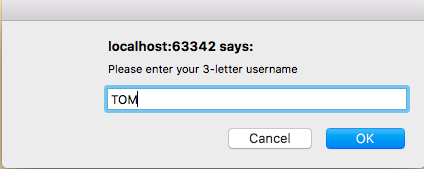 localhost:63342 says:
Please enter your 3-letter username
TOM
Cancel OK